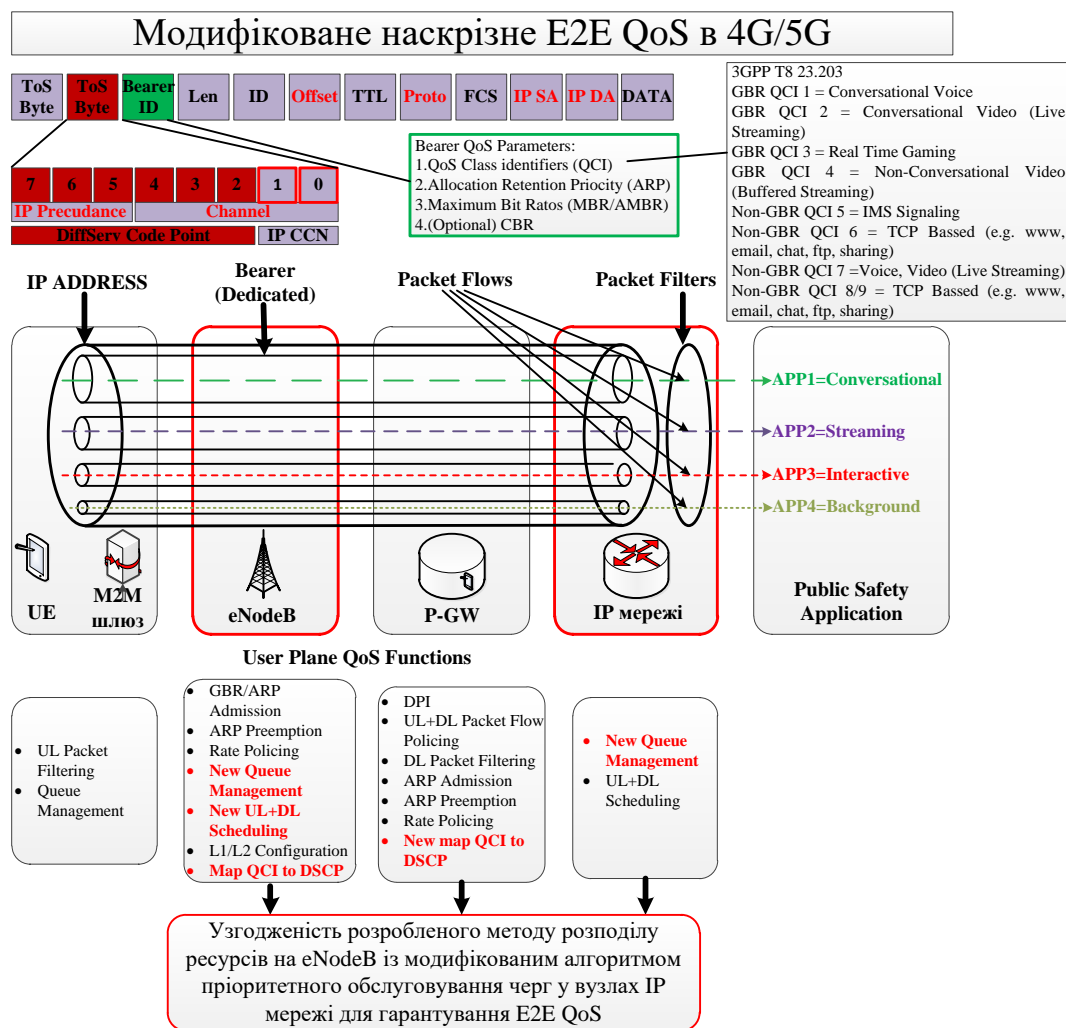 Модифіковане наскрізне E2E QoS в 4G/5G
ToS Byte
ToS Byte
Bearer ID
Len
ID
Offset
TTL
Proto
FCS
IP SA
IP DA
DATA
3GPP T8 23.203
GBR QCI 1 = Conversational Voice
GBR QCI 2 = Conversational Video (Live
Streaming)
GBR QCI 3 = Real Time Gaming
GBR QCI 4 = Non-Conversational Video
(Buffered Streaming)
Non-GBR QCI 5 = IMS Signaling
Non-GBR QCI 6 = TCP Bassed (e.g. www,
email, chat, ftp, sharing)
Non-GBR QCI 7 =Voice, Video (Live Streaming)
Non-GBR QCI 8/9 = TCP Bassed (e.g. www,
email, chat, ftp, sharing)
Bearer QoS Parameters:
1.QoS Class identifiers (QCI)
2.Allocation Retention Priocity (ARP)
3.Maximum Bit Ratos (MBR/AMBR)
4.(Optional) CBR
7 6 5 4 3 2 1 0
IP Precudance
Channel
DiffServ Code Point
IP CCN
IP ADDRESS
Bearer
(Dedicated)
Packet Flows
Packet Filters
APP1=Conversational
APP2=Streaming
APP3=Interactive
APP4=Background
UE
M2M
шлюз
eNodeB
P-GW
IP мережі
Public Safety
Application
User Plane QoS Functions
• UL Packet
Filtering
• Queue
Management
• GBR/ARP
Admission
• ARP Preemption
• Rate Policing
• New Queue
Management
• New UL+DL
Scheduling
• L1/L2 Configuration
• Map QCI to DSCP
• DPI
• UL+DL Packet Flow
Policing
• DL Packet Filtering
• ARP Admission
• ARP Preemption
• Rate Policing
• New map QCI to
DSCP
• New Queue
Management
• UL+DL
Scheduling
Узгодженість розробленого методу розподілу
ресурсів на eNodeB із модифікованим алгоритмом
пріоритетного обслуговування черг у вузлах IP
мережі для гарантування E2E QoS